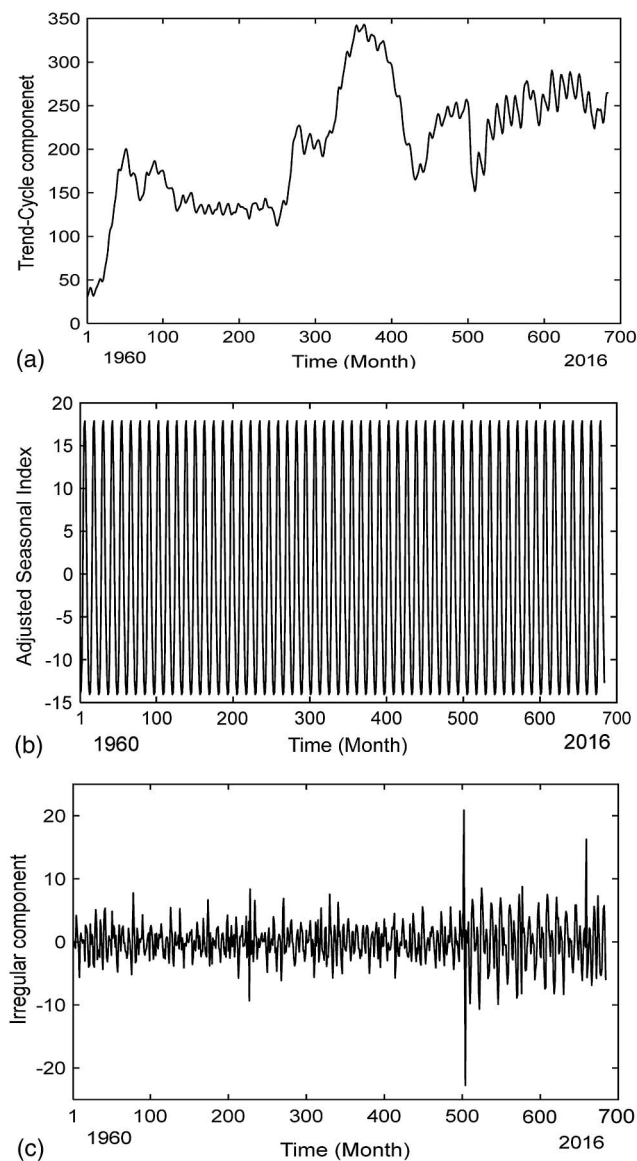 350
300
250
200
150
100
50
0
Trend-Cycle componenet
1 100 200 300 400 500 600 700
(a) 1960 Time (Month) 2016
20
15
10
5
0
-5
-10
-15
Adjusted Seasonal Index
1 100 200 300 400 500 600 700
(b) 1960 Time (Month) 2016
20
10
0
-10
-20
Irregular component
1 100 200 300 400 500 600 700
(c) 1960 Time (Month) 2016